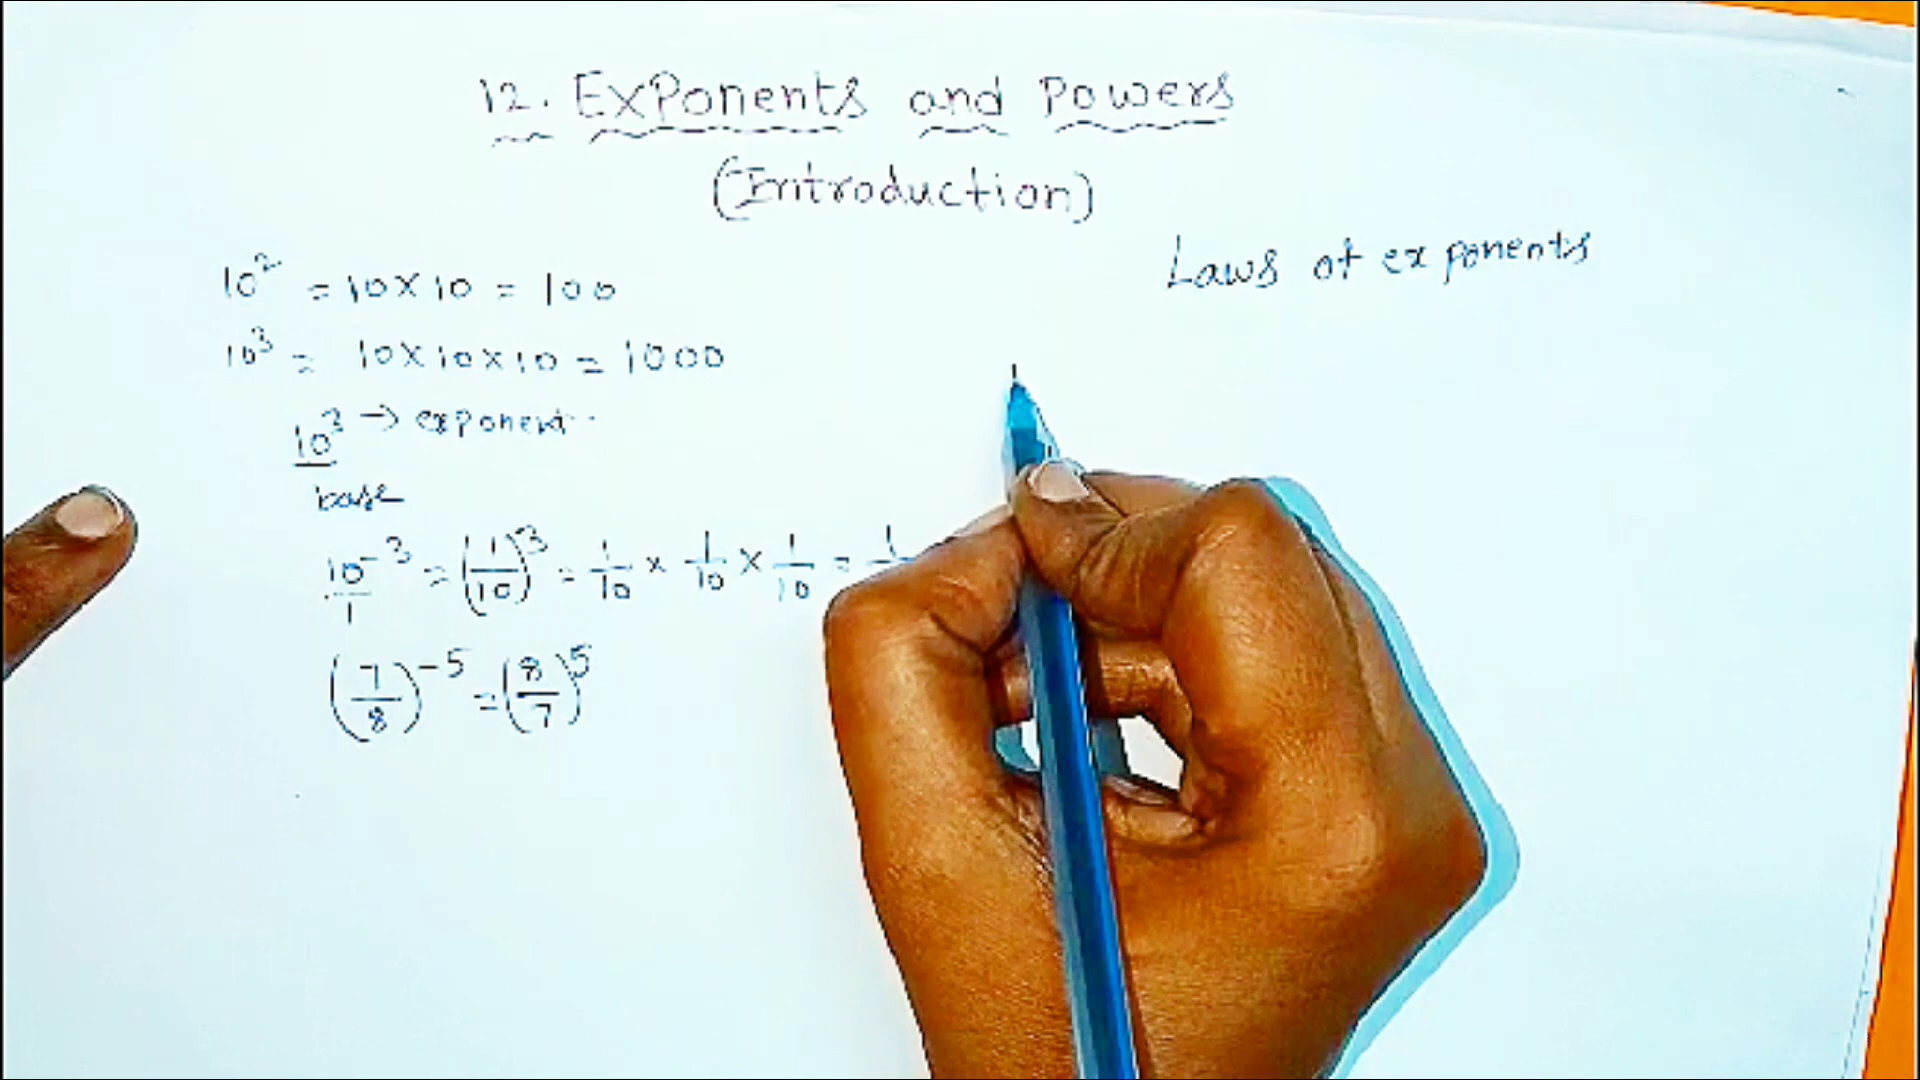 12. Exponents and Powers
(Introduction)
10² = 10 × 10 = 100
10³ = 10 × 10 × 10 = 1000
10³ → exponent
base
10⁻³ = (1/10)³ = 1/10 × 1/10 × 1/10 = 1
1
(7/8)⁻⁵ = (8/7)⁵
Laws of exponents